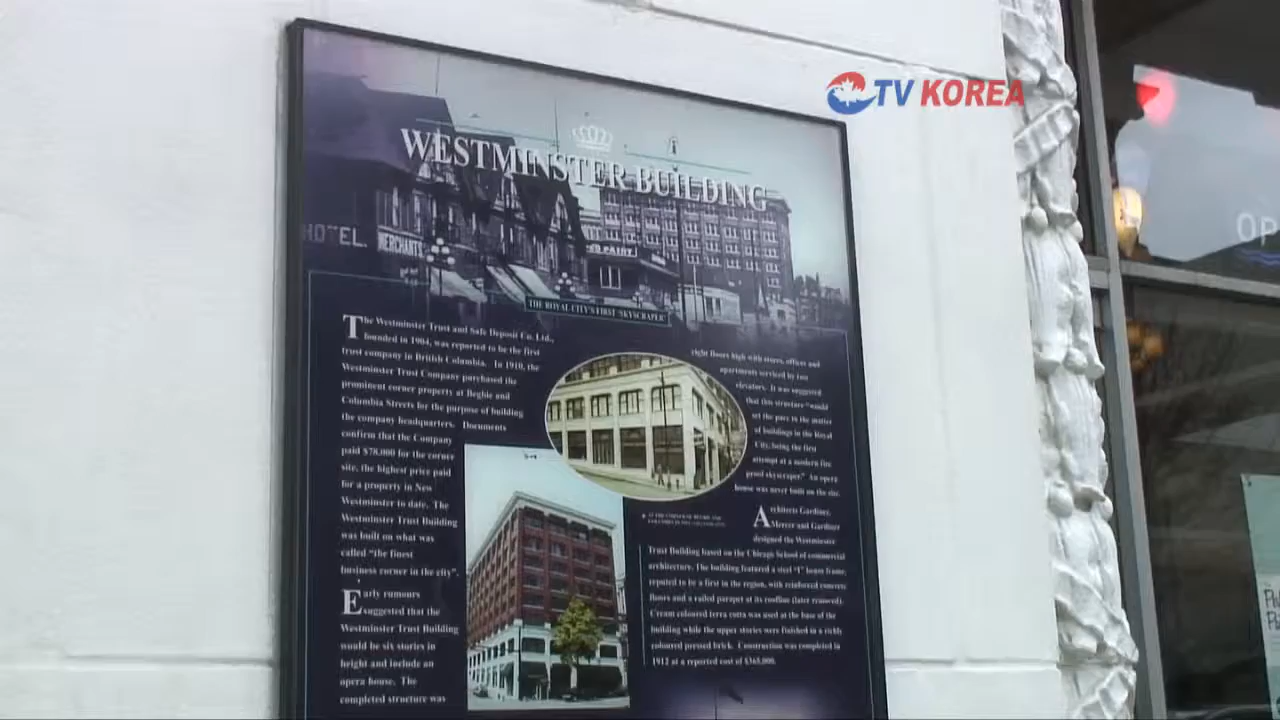 TV KOREA
WESTMINSTER BUILDING
HOTEL
MERCHANTS
PAINT
THE ROYAL CITY'S FIRST "SKYSCRAPER"
The Westminster Trust and Safe Deposit Co. Ltd.,
founded in 1904, was reported to be the first
trust company in British Columbia. In 1910, the
Westminster Trust Company purchased the
prominent corner property at Begbie and
Columbia Streets for the purpose of building
the company headquarters. Documents
confirm that the Company
paid $78,000 for the corner
site, the highest price paid
for a property in New
Westminster to date. The
Westminster Trust Building
was built on what was
called "the finest
business corner in the city".
Early rumours
suggested that the
Westminster Trust Building
would be six stories in
height and include an
opera house. The
completed structure was
eight floors high with stores, offices and
apartments serviced by two
elevators. It was suggested
that this structure "would
set the pace in the matter
of buildings in the Royal
City, being the first
attempt at a modern fire
proof skyscraper." An opera
house was never built on the site.
Architects Gardiner,
Mercer and Gardiner
designed the Westminster
Trust Building based on the Chicago School of commercial
architecture. The building featured a steel "I" beam frame,
reputed to be a first in the region, with reinforced concrete
floors and a railed parapet at its roofline (later removed).
Cream coloured terra cotta was used at the base of the
building while the upper stories were finished in a richly
coloured pressed brick. Construction was completed in
1912 at a reported cost of $365,000.
OP